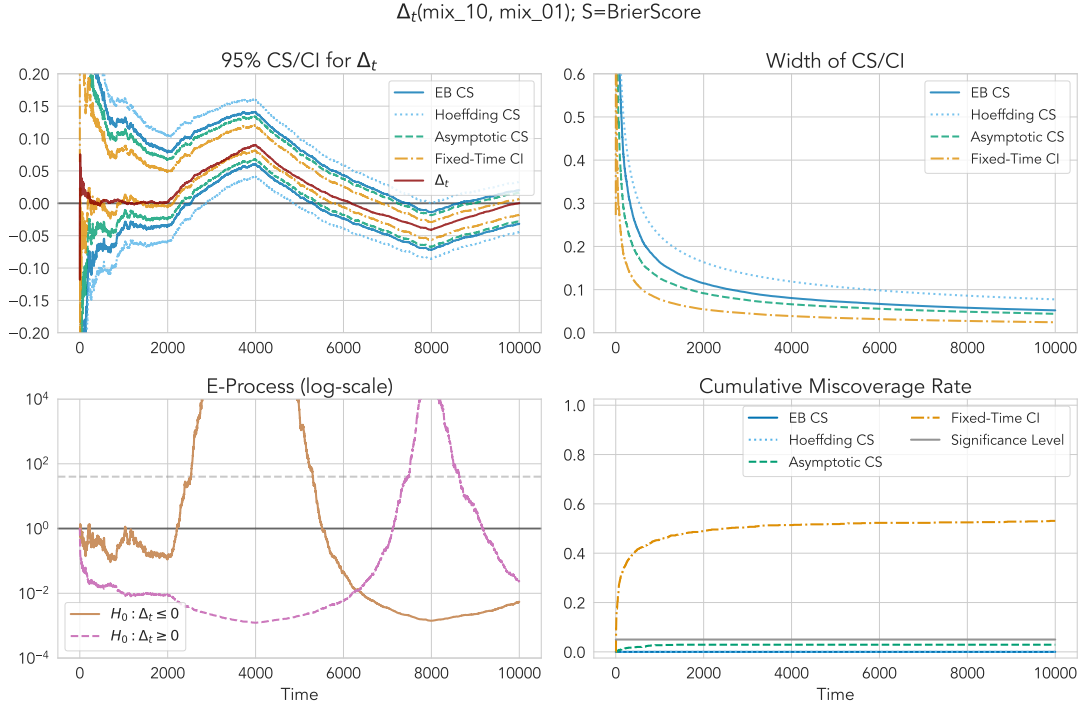 Δt(mix_10, mix_01); S=BrierScore
95% CS/CI for Δt
0.20
0.15
0.10
0.05
0.00
−0.05
−0.10
−0.15
−0.20
0
2000
4000
6000
8000
10000
EB CS
Hoeffding CS
Asymptotic CS
Fixed-Time CI
Δt
Width of CS/CI
0.6
0.5
0.4
0.3
0.2
0.1
0.0
0
2000
4000
6000
8000
10000
EB CS
Hoeffding CS
Asymptotic CS
Fixed-Time CI
E-Process (log-scale)
10^4
10^2
10^0
10^−2
10^−4
0
2000
4000
6000
8000
10000
H0 : Δt ≤ 0
H0 : Δt ≥ 0
Time
Cumulative Miscoverage Rate
1.0
0.8
0.6
0.4
0.2
0.0
0
2000
4000
6000
8000
10000
EB CS
Hoeffding CS
Asymptotic CS
Fixed-Time CI
Significance Level
Time